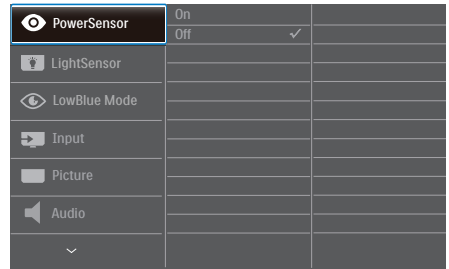 PowerSensor
On
Off
LightSensor
LowBlue Mode
Input
Picture
Audio